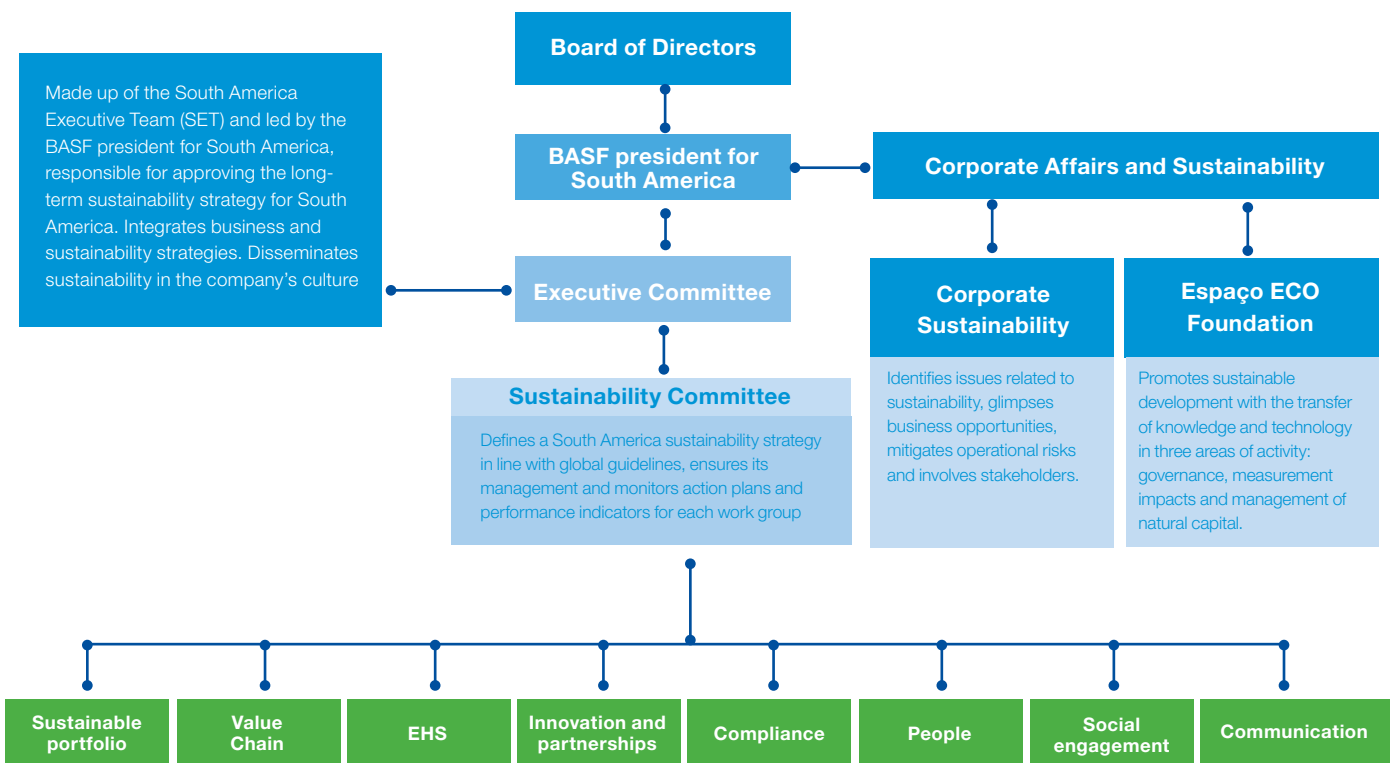 Board of Directors
Made up of the South America
Executive Team (SET) and led by the
BASF president for South America,
responsible for approving the long-
term sustainability strategy for South
America. Integrates business and
sustainability strategies. Disseminates
sustainability in the company’s culture
BASF president for
South America
Corporate Affairs and Sustainability
Executive Committee
Corporate
Sustainability
Identifies issues related to
sustainability, glimpses
business opportunities,
mitigates operational risks
and involves stakeholders.
Espaço ECO
Foundation
Promotes sustainable
development with the transfer
of knowledge and technology
in three areas of activity:
governance, measurement
impacts and management of
natural capital.
Sustainability Committee
Defines a South America sustainability strategy
in line with global guidelines, ensures its
management and monitors action plans and
performance indicators for each work group
Sustainable
portfolio
Value
Chain
EHS
Innovation and
partnerships
Compliance
People
Social
engagement
Communication